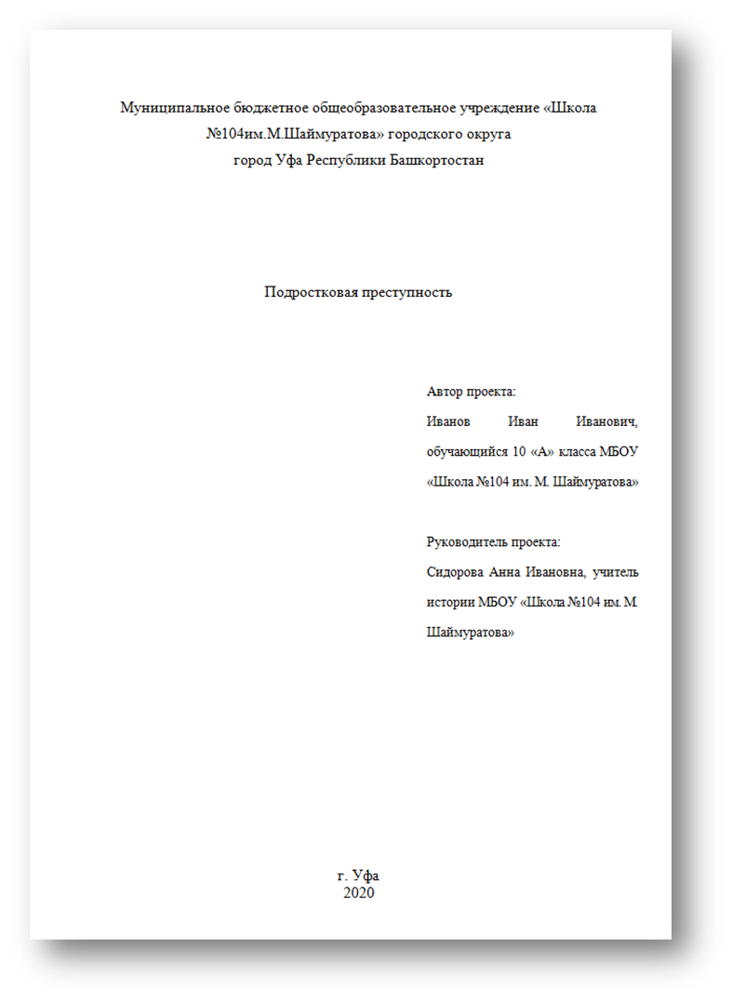 Муниципальное бюджетное общеобразовательное учреждение «Школа
№104им.М.Шаймуратова» городского округа
город Уфа Республики Башкортостан
Подростковая преступность
Автор проекта:
Иванов Иван Иванович,
обучающийся 10 «А» класса МБОУ
«Школа №104 им. М. Шаймуратова»
Руководитель проекта:
Сидорова Анна Ивановна, учитель
истории МБОУ «Школа №104 им. М.
Шаймуратова»
г. Уфа
2020